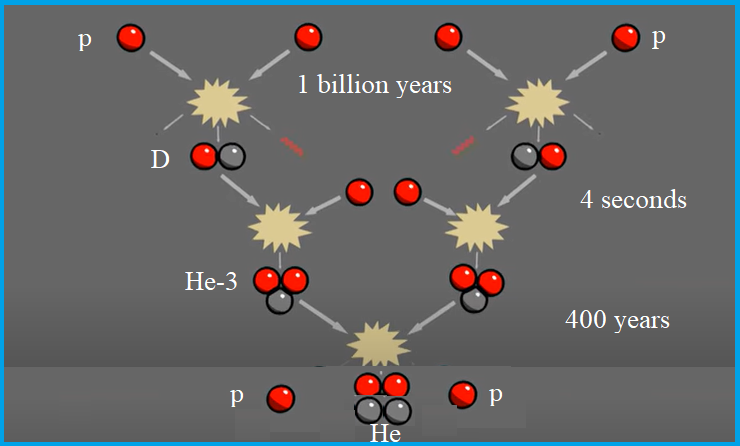 p
p
1 billion years
D
4 seconds
He-3
400 years
p
p
He